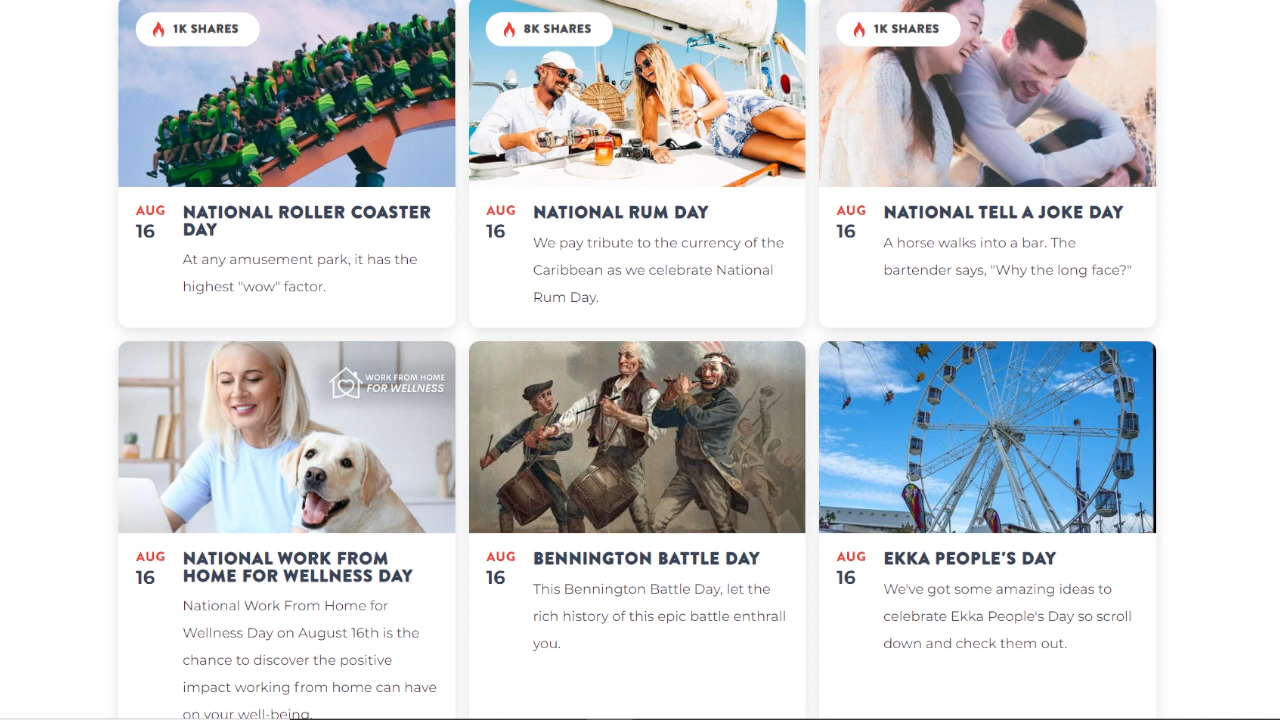 1K SHARES
8K SHARES
1K SHARES
AUG
16
NATIONAL ROLLER COASTER
DAY
At any amusement park, it has the
highest "wow" factor.
AUG
16
NATIONAL RUM DAY
We pay tribute to the currency of the
Caribbean as we celebrate National
Rum Day.
AUG
16
NATIONAL TELL A JOKE DAY
A horse walks into a bar. The
bartender says, "Why the long face?"
WORK FROM HOME
FOR WELLNESS
AUG
16
NATIONAL WORK FROM
HOME FOR WELLNESS DAY
National Work From Home for
Wellness Day on August 16th is the
chance to discover the positive
impact working from home can have
on your well-being.
AUG
16
BENNINGTON BATTLE DAY
This Bennington Battle Day, let the
rich history of this epic battle enthrall
you.
AUG
16
EKKA PEOPLE'S DAY
We've got some amazing ideas to
celebrate Ekka People's Day so scroll
down and check them out.